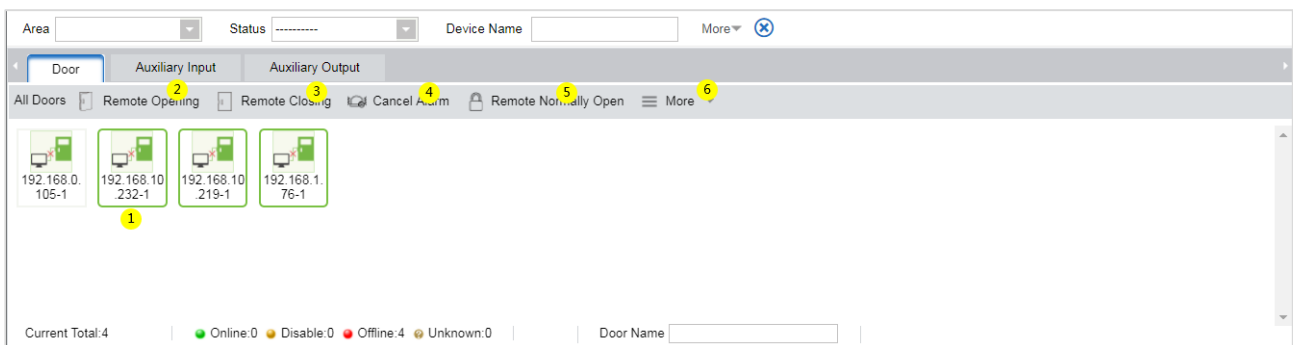 Area Status ---------- Device Name More
Door Auxiliary Input Auxiliary Output
2 3 4 5 6
All Doors Remote Opening Remote Closing Cancel Alarm Remote Normally Open More
192.168.0. 192.168.10 192.168.10 192.168.1.
105-1 .232-1 .219-1 76-1
1
Current Total:4 Online:0 Disable:0 Offline:4 Unknown:0 Door Name